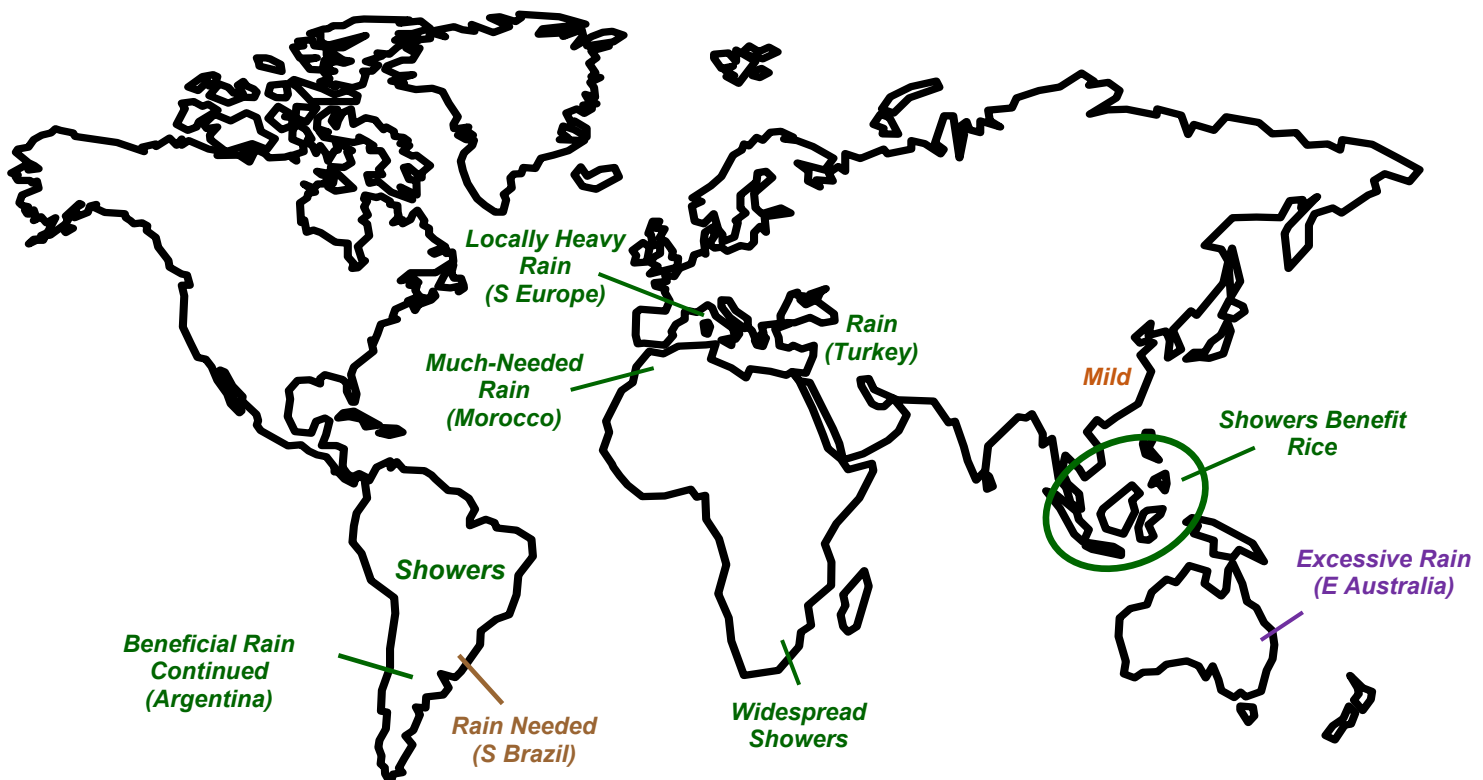 Locally Heavy
Rain
(S Europe)
Rain
(Turkey)
Much-Needed
Rain
(Morocco)
Mild
Showers Benefit
Rice
Excessive Rain
(E Australia)
Showers
Beneficial Rain
Continued
(Argentina)
Rain Needed
(S Brazil)
Widespread
Showers